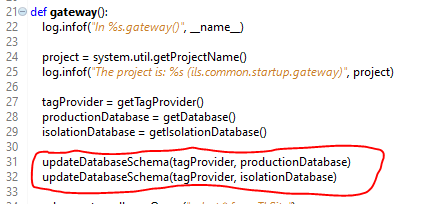 21 def gateway():
22 log.infof("In %s.gateway()", __name__)
23
24 project = system.util.getProjectName()
25 log.infof("The project is: %s (ils.common.startup.gateway)", project)
26
27 tagProvider = getTagProvider()
28 productionDatabase = getDatabase()
29 isolationDatabase = getIsolationDatabase()
30
31 updateDatabaseSchema(tagProvider, productionDatabase)
32 updateDatabaseSchema(tagProvider, isolationDatabase)
33